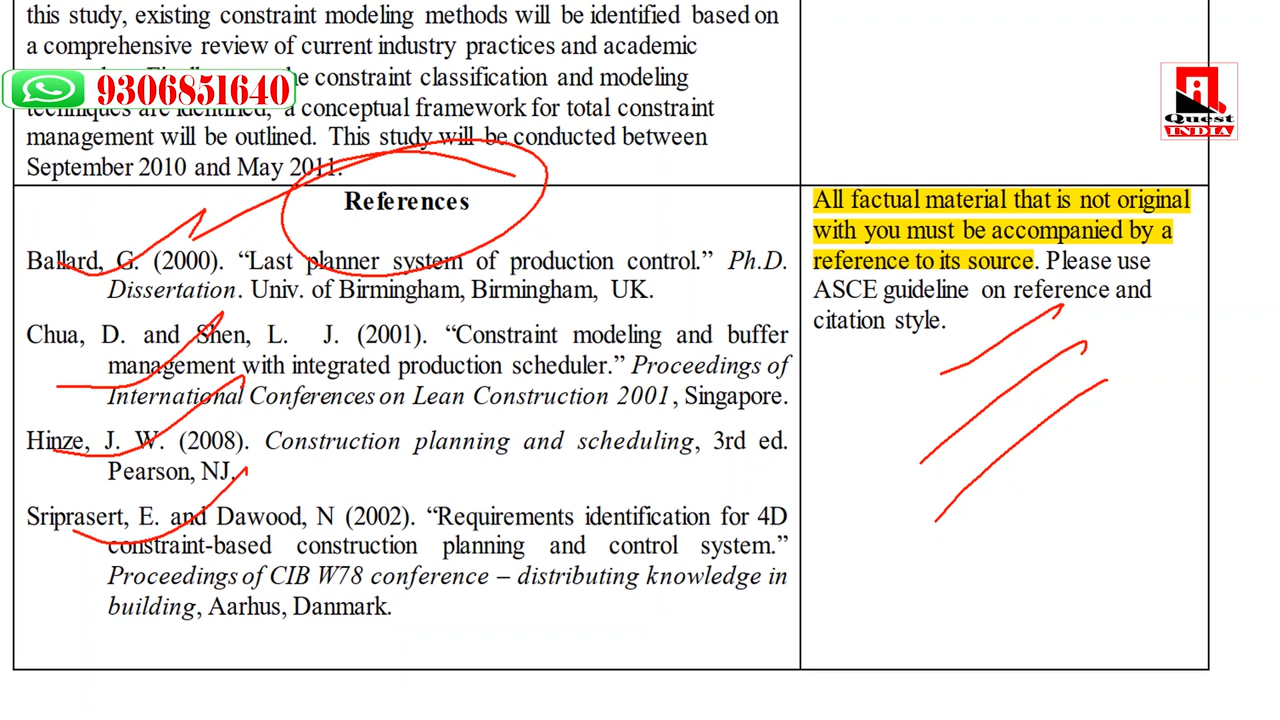 this study, existing constraint modeling methods will be identified based on
a comprehensive review of current industry practices and academic
he constraint classification and modeling
9306851640
techniques are identified, a conceptual framework for total constraint
management will be outlined. This study will be conducted between
September 2010 and May 2011.
Quest
INDIA
References
Ballard, G. (2000). “Last planner system of production control.” Ph.D.
Dissertation. Univ. of Birmingham, Birmingham, UK.
Chua, D. and Shen, L. J. (2001). “Constraint modeling and buffer
management with integrated production scheduler.” Proceedings of
International Conferences on Lean Construction 2001, Singapore.
Hinze, J. W. (2008). Construction planning and scheduling, 3rd ed.
Pearson, NJ.
Sriprasert, E. and Dawood, N (2002). “Requirements identification for 4D
constraint-based construction planning and control system.”
Proceedings of CIB W78 conference – distributing knowledge in
building, Aarhus, Danmark.
All factual material that is not original
with you must be accompanied by a
reference to its source. Please use
ASCE guideline on reference and
citation style.